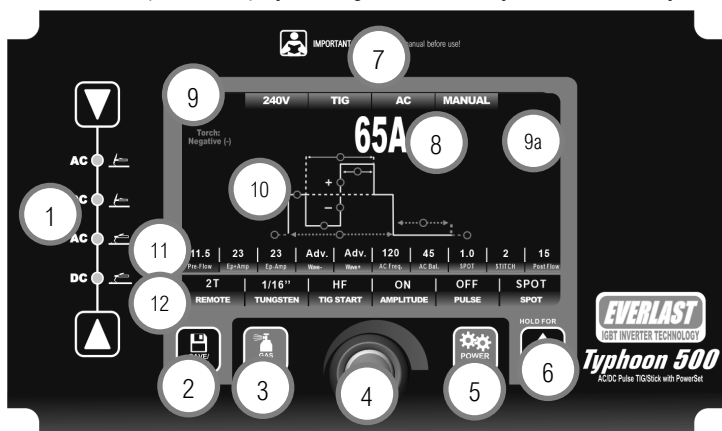 IMPORTANT manual before use!
7
9
240V TIG AC MANUAL
Torch:
Negative (-)
65A
8
9a
AC
10
+
−
1
AC
11
11.5 23 23 Adv. Adv. 120 45 1.0 2 15
Pre-Flow Ep+Amp Ep-Amp Wave- Wave+ AC Freq. AC Bal. SPOT STITCH Post Flow
DC
12
2T 1/16'' HF ON OFF SPOT
REMOTE TUNGSTEN TIG START AMPLITUDE PULSE SPOT
HOLD FOR
SAVE/
GAS
POWER
2
3
4
5
6
EVERLAST
IGBT INVERTER TECHNOLOGY
Typhoon 500
AC/DC Pulse TIG/Stick with PowerSet